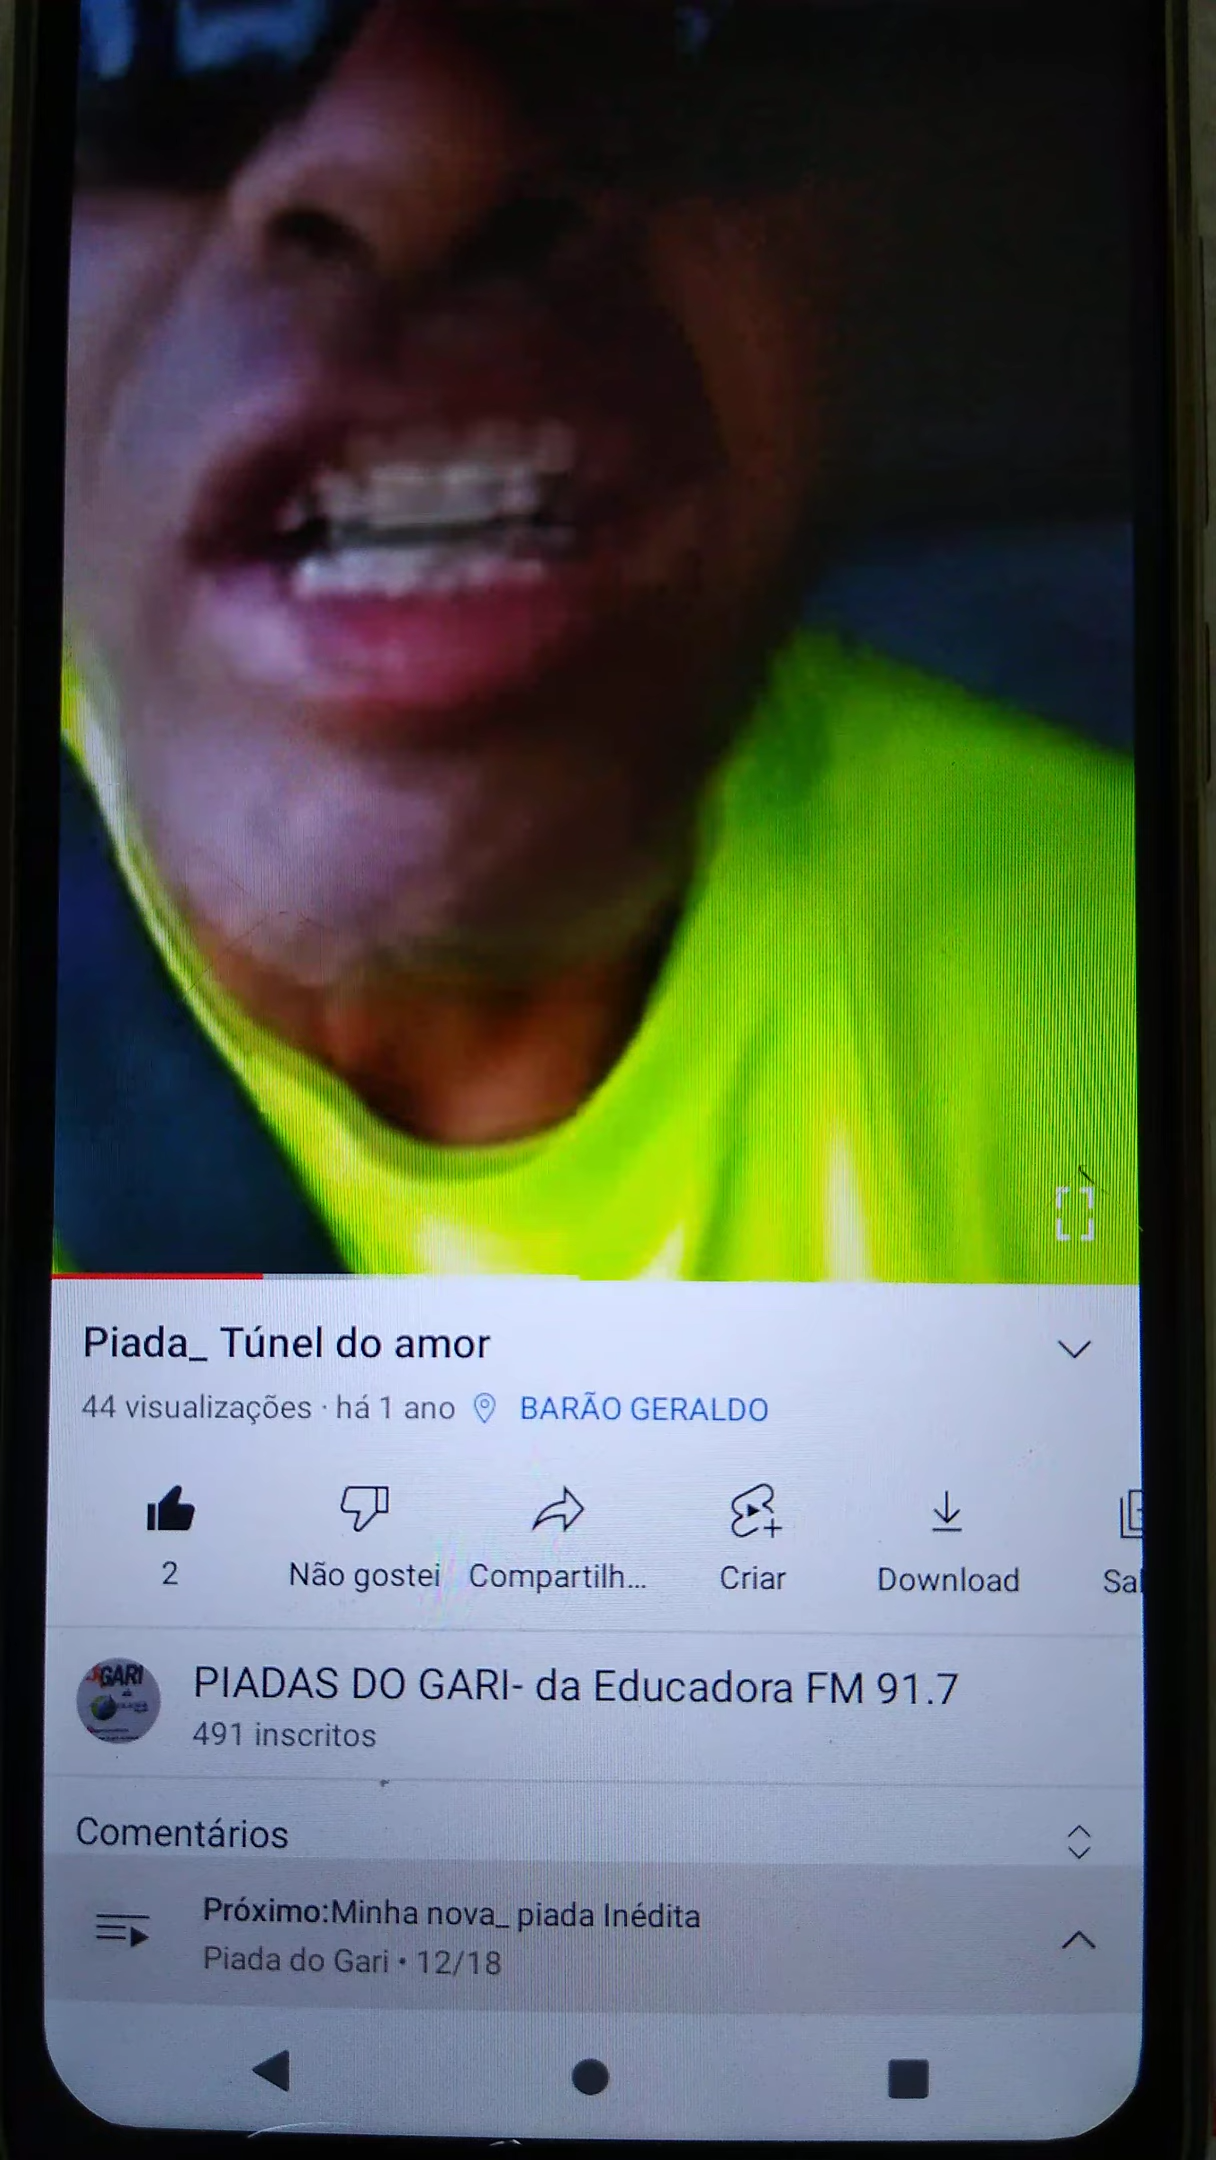 Piada_ Túnel do amor
44 visualizações · há 1 ano BARÃO GERALDO
2 Não gostei Compartilh... Criar Download Sal
GARI
PIADAS DO GARI- da Educadora FM 91.7
491 inscritos
Comentários
Próximo:Minha nova_ piada Inédita
Piada do Gari • 12/18